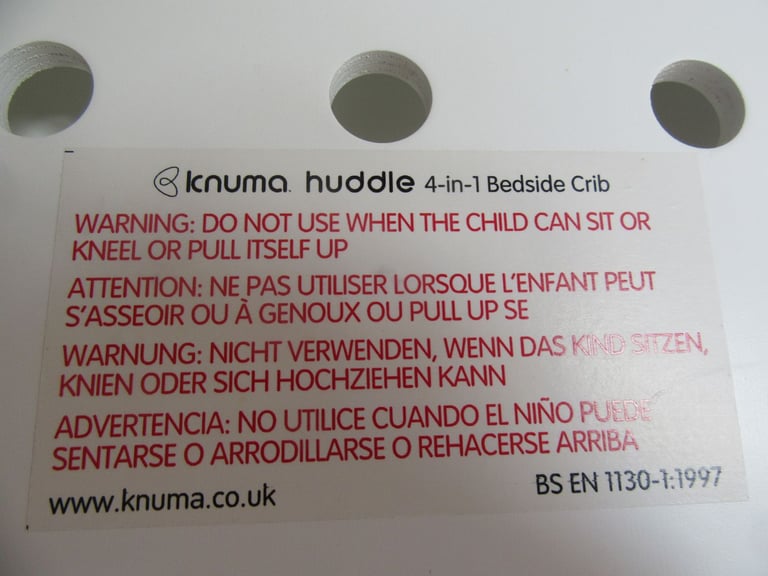 knuma huddle 4-in-1 Bedside Crib
WARNING: DO NOT USE WHEN THE CHILD CAN SIT OR
KNEEL OR PULL ITSELF UP
ATTENTION: NE PAS UTILISER LORSQUE L'ENFANT PEUT
S'ASSEOIR OU À GENOUX OU PULL UP SE
WARNUNG: NICHT VERWENDEN, WENN DAS KIND SITZEN,
KNIEN ODER SICH HOCHZIEHEN KANN
ADVERTENCIA: NO UTILICE CUANDO EL NIÑO PUEDE
SENTARSE O ARRODILLARSE O REHACERSE ARRIBA
www.knuma.co.uk
BS EN 1130-1:1997